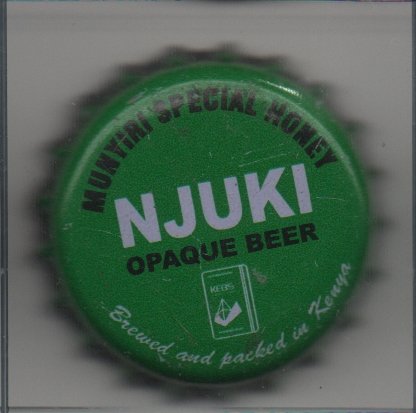 MUNYIRI SPECIAL HONEY
NJUKI
OPAQUE BEER
KEBS
Brewed and packed in Kenya